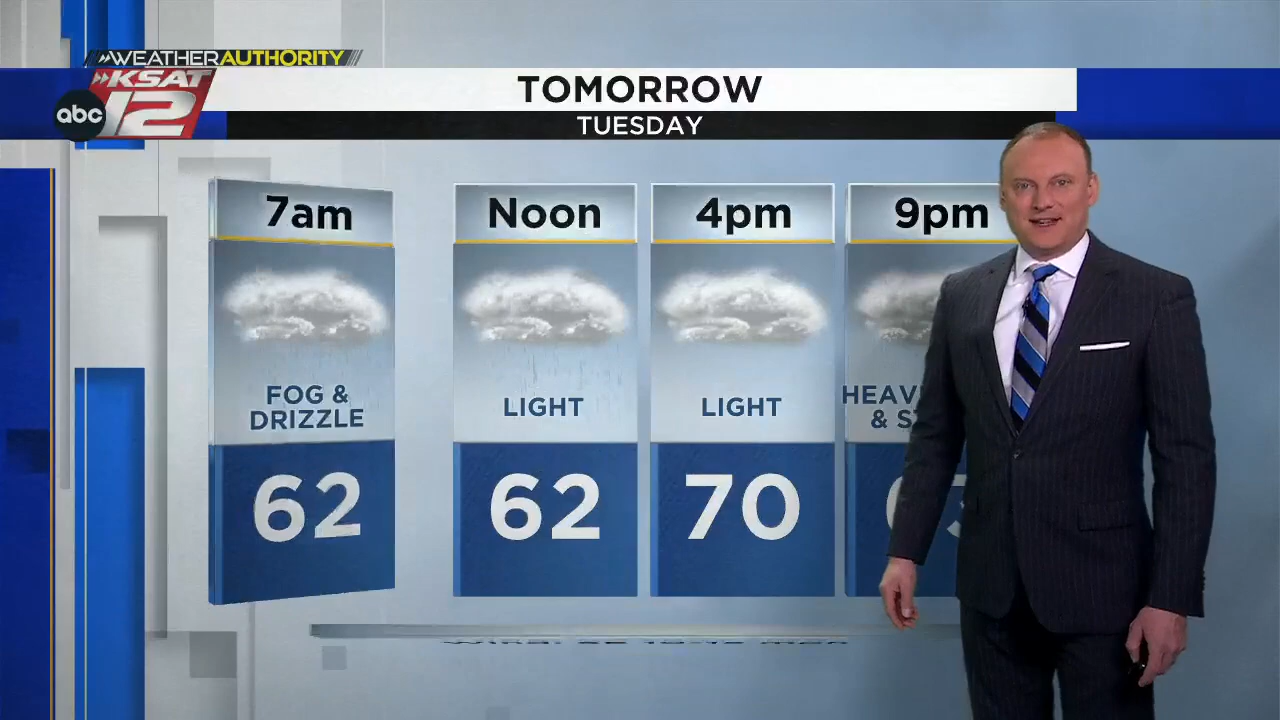 WEATHERAUTHORITY
KSAT
abc 12
TOMORROW
TUESDAY
7am
Noon
4pm
9pm
FOG &
DRIZZLE
LIGHT
LIGHT
&
62
62
70